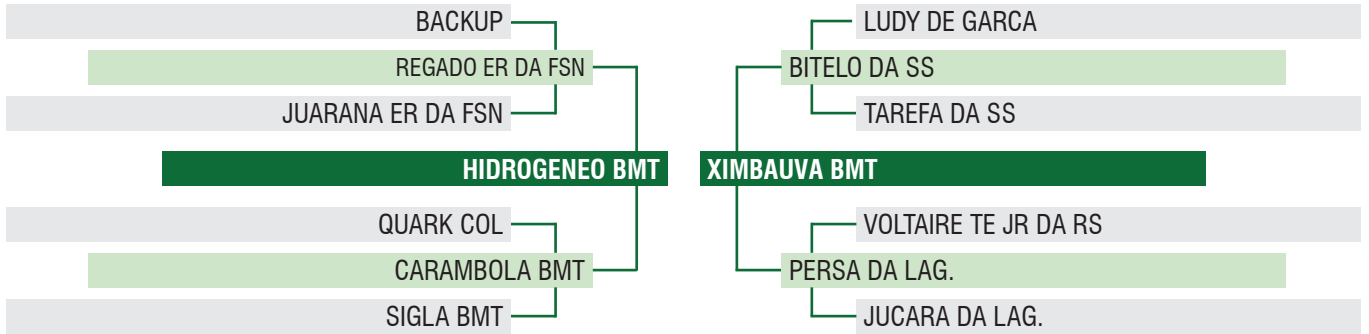 BACKUP
LUDY DE GARCA
REGADO ER DA FSN
BITELO DA SS
JUARANA ER DA FSN
TAREFA DA SS
HIDROGENEO BMT
XIMBAUVA BMT
QUARK COL
VOLTAIRE TE JR DA RS
CARAMBOLA BMT
PERSA DA LAG.
SIGLA BMT
JUCARA DA LAG.